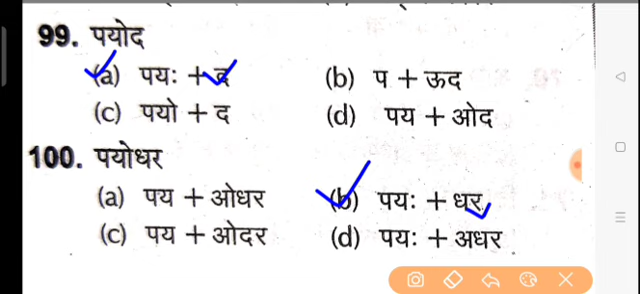 99. पयोद
(a) पयः + द (b) प + ऊद
(c) पयो + द (d) पय + ओद
100. पयोधर
(a) पय + ओधर (b) पयः + धर
(c) पय + ओदर (d) पयः + अधर